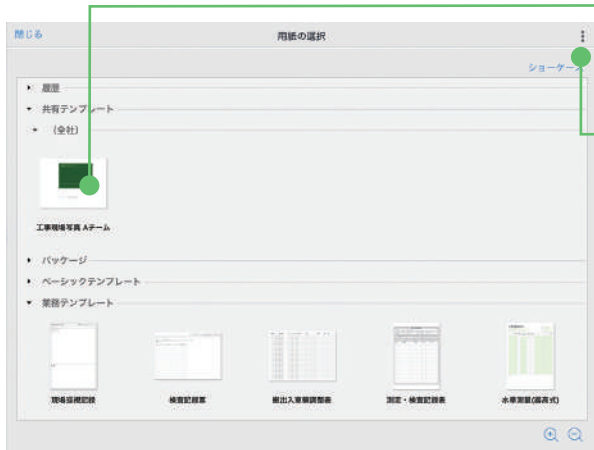 閉じる
用紙の選択
ショーケース
履歴
共有テンプレート
（全社）
工事現場写真 Aチーム
パッケージ
ベーシックテンプレート
業務テンプレート
現場巡視記録
検査記録票
搬出入車輌調整表
測定・検査記録表
水準測量(器高式)